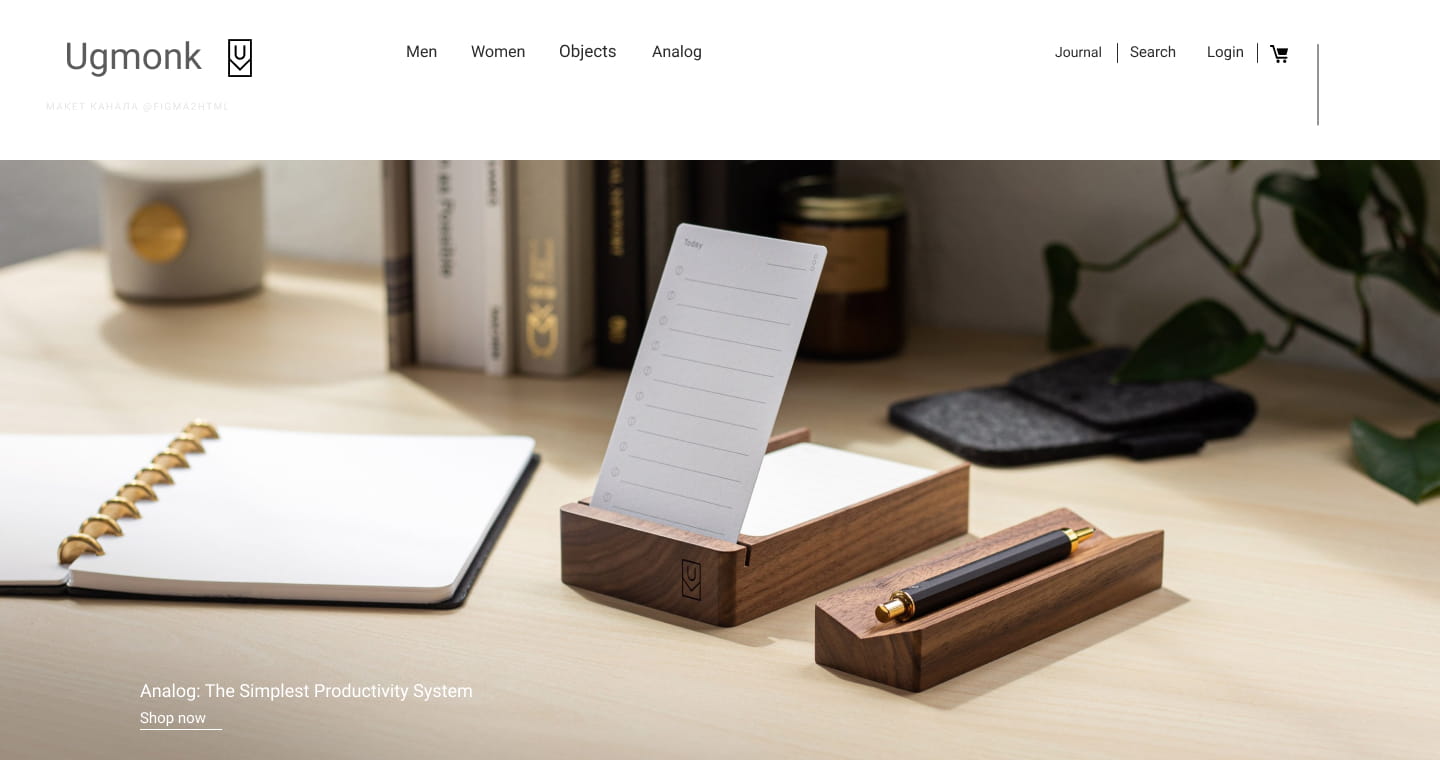 Ugmonk
U
Men
Women
Objects
Analog
Journal
Search
Login
МАКЕТ КАНАЛА @FIGMA2HTML
Today
U
Analog: The Simplest Productivity System
Shop now